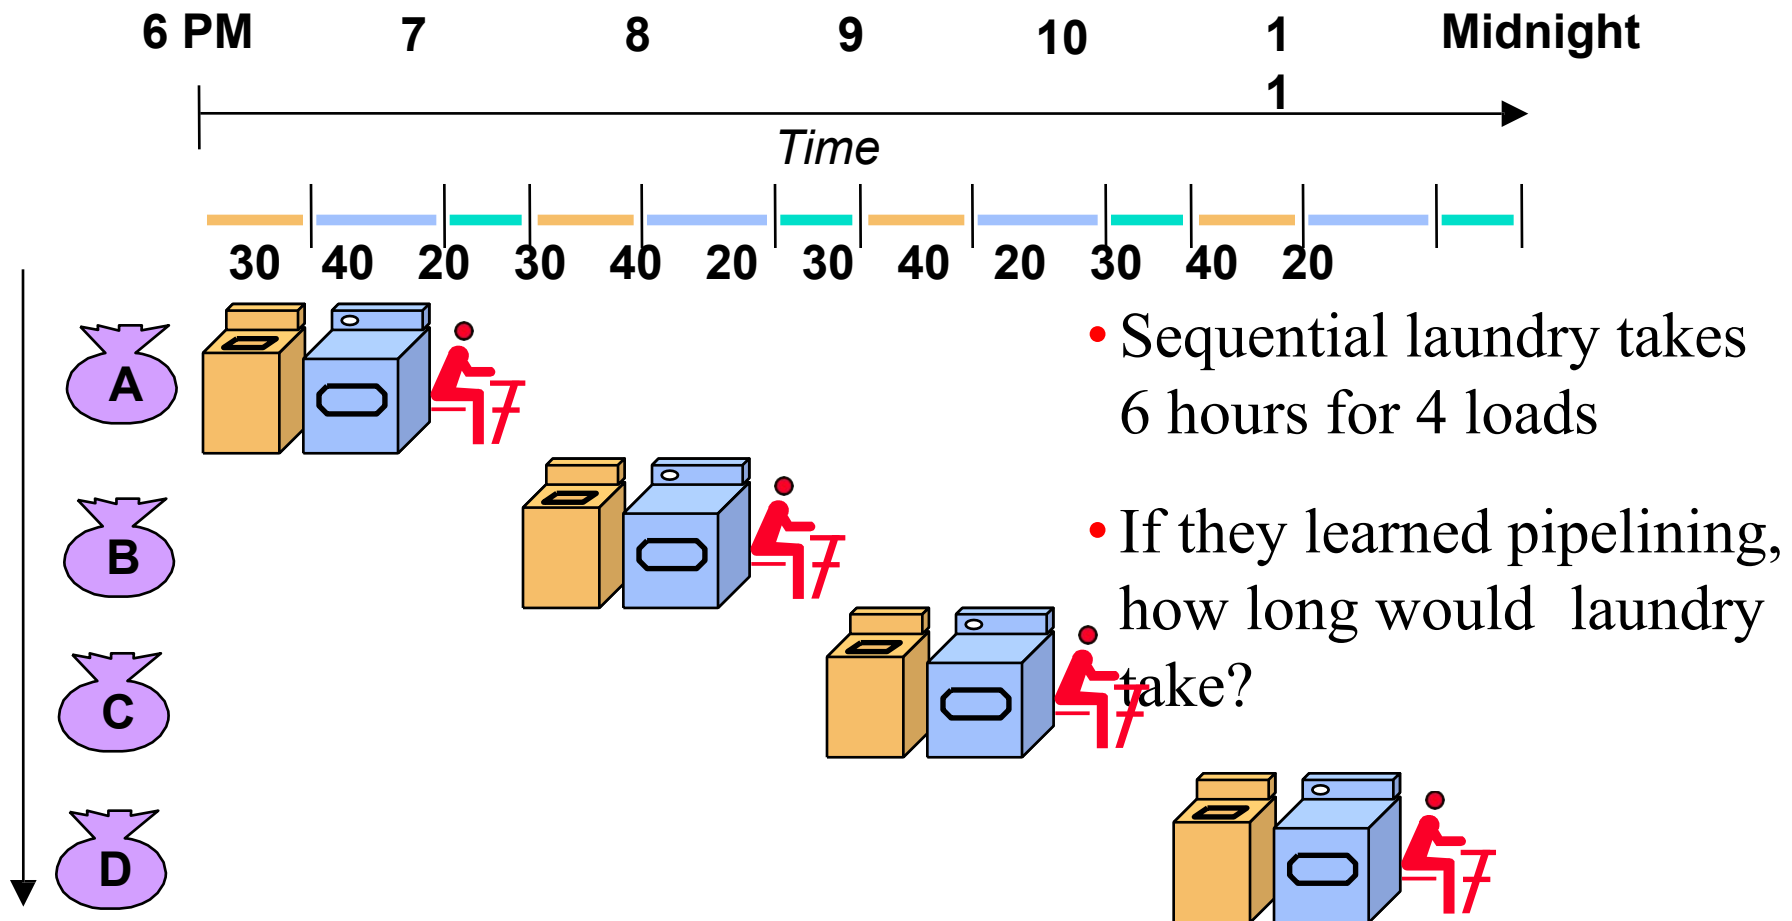 6 PM 7 8 9 10 1 Midnight
1
Time
30 40 20 30 40 20 30 40 20 30 40 20
A
• Sequential laundry takes
6 hours for 4 loads
B
• If they learned pipelining,
how long would laundry
take?
C
D